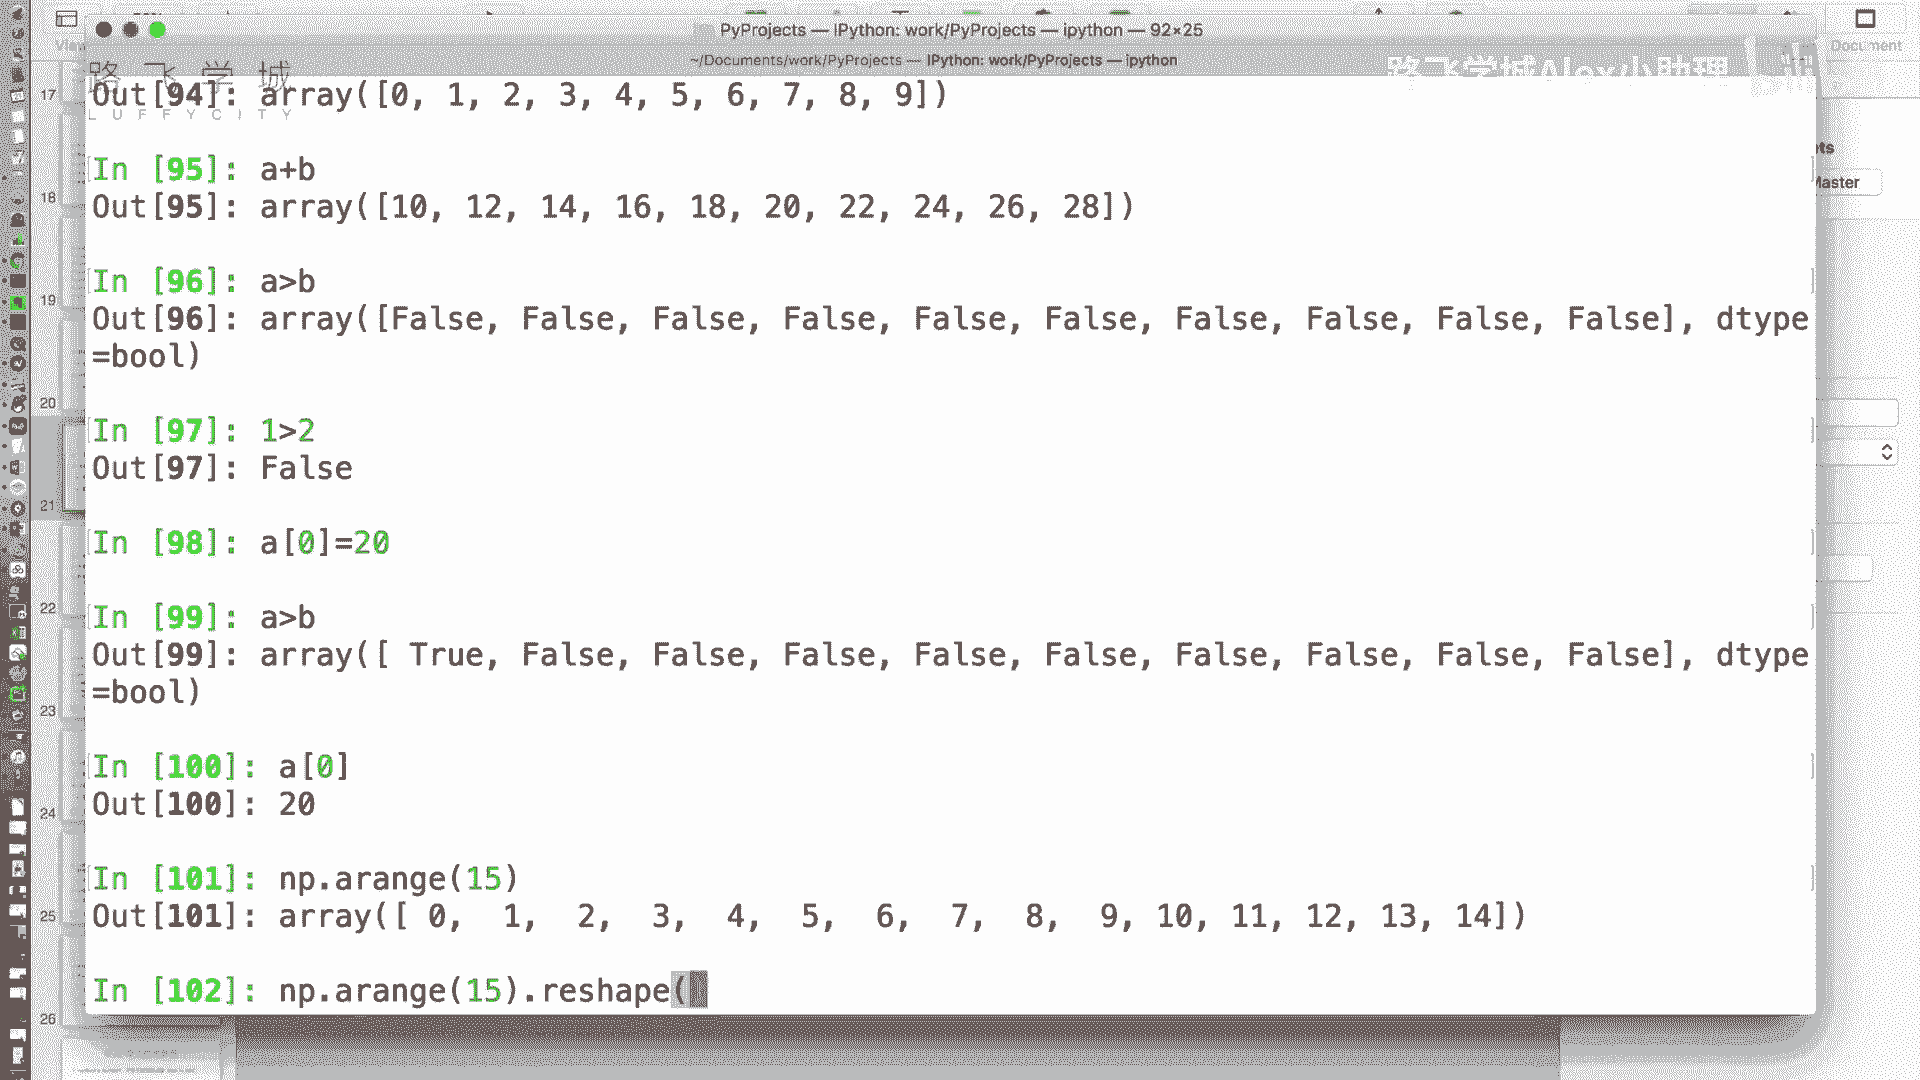 PyProjects — IPython: work/PyProjects — ipython — 92×25
~/Documents/work/PyProjects — IPython: work/PyProjects — ipython
Document
路飞学城
LUFFYCITY
路飞学城Alex小助理
Out[94]: array([0, 1, 2, 3, 4, 5, 6, 7, 8, 9])
In [95]: a+b
Out[95]: array([10, 12, 14, 16, 18, 20, 22, 24, 26, 28])
In [96]: a>b
Out[96]: array([False, False, False, False, False, False, False, False, False, False], dtype
=bool)
In [97]: 1>2
Out[97]: False
In [98]: a[0]=20
In [99]: a>b
Out[99]: array([ True, False, False, False, False, False, False, False, False, False], dtype
=bool)
In [100]: a[0]
Out[100]: 20
In [101]: np.arange(15)
Out[101]: array([ 0, 1, 2, 3, 4, 5, 6, 7, 8, 9, 10, 11, 12, 13, 14])
In [102]: np.arange(15).reshape(
17
18
19
20
21
22
23
24
25
26